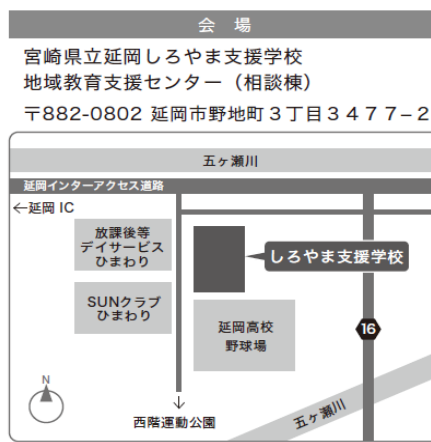 会 場
宮崎県立延岡しろやま支援学校
地域教育支援センター（相談棟）
〒882-0802 延岡市野地町３丁目３４７７−２
五ヶ瀬川
延岡インターアクセス道路
←延岡 IC
放課後等
デイサービス
ひまわり
しろやま支援学校
SUNクラブ
ひまわり
延岡高校
野球場
16
N
西階運動公園
五ヶ瀬川